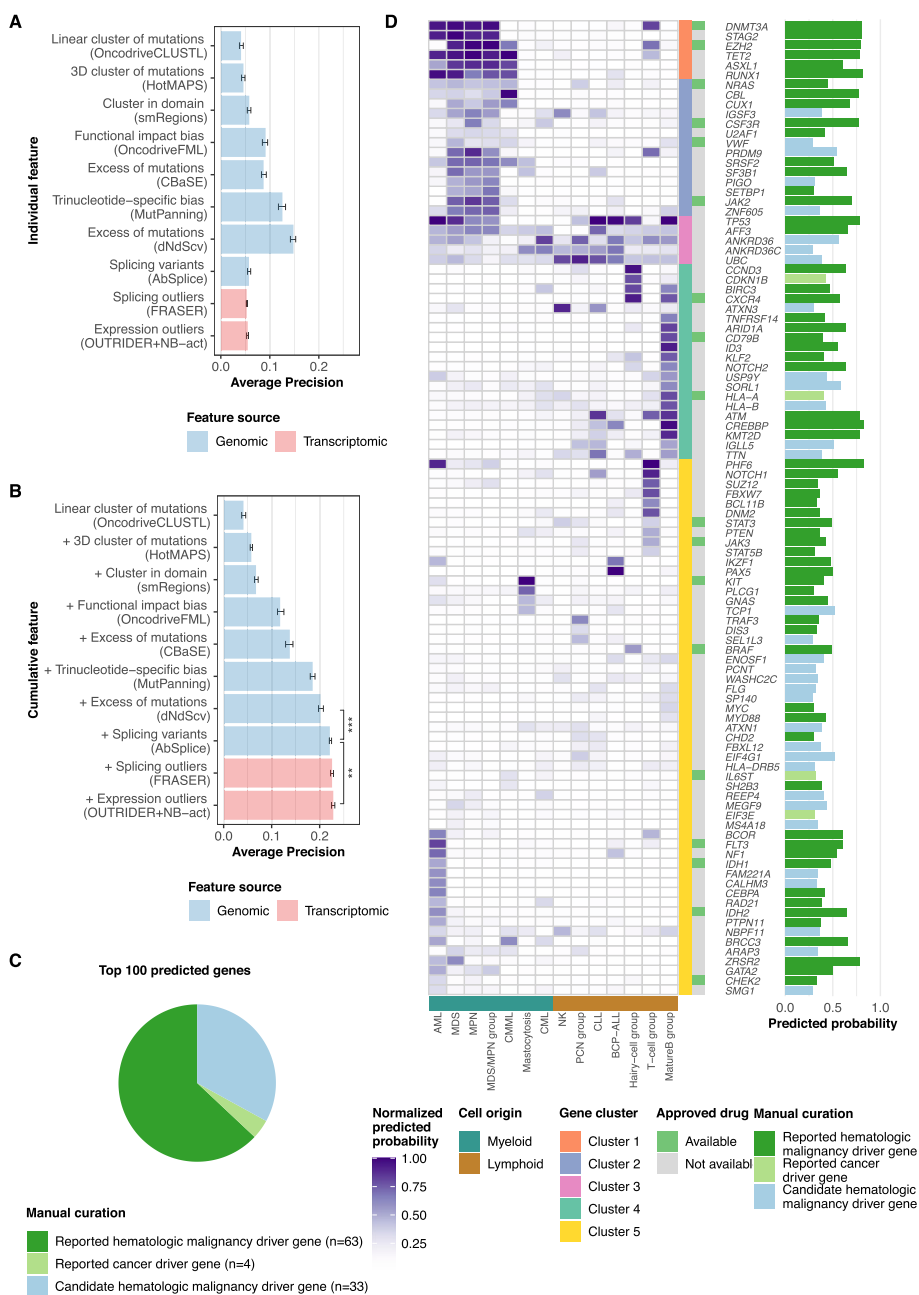 A
Individual feature
Linear cluster of mutations
(OncodriveCLUSTL)
3D cluster of mutations
(HotMAPS)
Cluster in domain
(smRegions)
Functional impact bias
(OncodriveFML)
Excess of mutations
(CBaSE)
Trinucleotide−specific bias
(MutPanning)
Excess of mutations
(dNdScv)
Splicing variants
(AbSplice)
Splicing outliers
(FRASER)
Expression outliers
(OUTRIDER+NB−act)
0.0 0.1 0.2
Average Precision
Feature source
Genomic Transcriptomic
B
Cumulative feature
Linear cluster of mutations
(OncodriveCLUSTL)
+ 3D cluster of mutations
(HotMAPS)
+ Cluster in domain
(smRegions)
+ Functional impact bias
(OncodriveFML)
+ Excess of mutations
(CBaSE)
+ Trinucleotide−specific bias
(MutPanning)
+ Excess of mutations
(dNdScv)
+ Splicing variants
(AbSplice)
+ Splicing outliers
(FRASER)
+ Expression outliers
(OUTRIDER+NB−act)
***
**
0.0 0.1 0.2
Average Precision
Feature source
Genomic Transcriptomic
C
Top 100 predicted genes
Manual curation
Reported hematologic malignancy driver gene (n=63)
Reported cancer driver gene (n=4)
Candidate hematologic malignancy driver gene (n=33)
D
DNMT3A
STAG2
EZH2
TET2
ASXL1
RUNX1
NRAS
CBL
CUX1
IGSF3
CSF3R
U2AF1
VWF
PRDM9
SRSF2
SF3B1
PIGO
SETBP1
JAK2
ZNF605
TP53
AFF3
ANKRD36
ANKRD36C
UBC
CCND3
CDKN1B
BIRC3
CXCR4
ATXN3
TNFRSF14
ARID1A
CD79B
ID3
KLF2
NOTCH2
USP9Y
SORL1
HLA−A
HLA−B
ATM
CREBBP
KMT2D
IGLL5
TTN
PHF6
NOTCH1
SUZ12
FBXW7
BCL11B
DNM2
STAT3
PTEN
JAK3
STAT5B
IKZF1
PAX5
KIT
PLCG1
GNAS
TCP1
TRAF3
DIS3
SEL1L3
BRAF
ENOSF1
PCNT
WASHC2C
FLG
SP140
MYC
MYD88
ATXN1
CHD2
FBXL12
EIF4G1
HLA−DRB5
IL6ST
SH2B3
REEP4
MEGF9
EIF3E
MS4A18
BCOR
FLT3
NF1
IDH1
FAM221A
CALHM3
CEBPA
RAD21
IDH2
PTPN11
NBPF11
BRCC3
ARAP3
ZRSR2
GATA2
CHEK2
SMG1
0.0 0.5 1.0
Predicted probability
AML
MDS
MPN
MDS/MPN group
CMML
Mastocytosis
CML
NK
PCN group
CLL
BCP−ALL
Hairy−cell group
T−cell group
MatureB group
Normalized
predicted
probability
1.00
0.75
0.50
0.25
Cell origin
Myeloid
Lymphoid
Gene cluster
Cluster 1
Cluster 2
Cluster 3
Cluster 4
Cluster 5
Approved drug
Available
Not availabl
Manual curation
Reported hematologic
malignancy driver gene
Reported cancer
driver gene
Candidate hematologic
malignancy driver gene